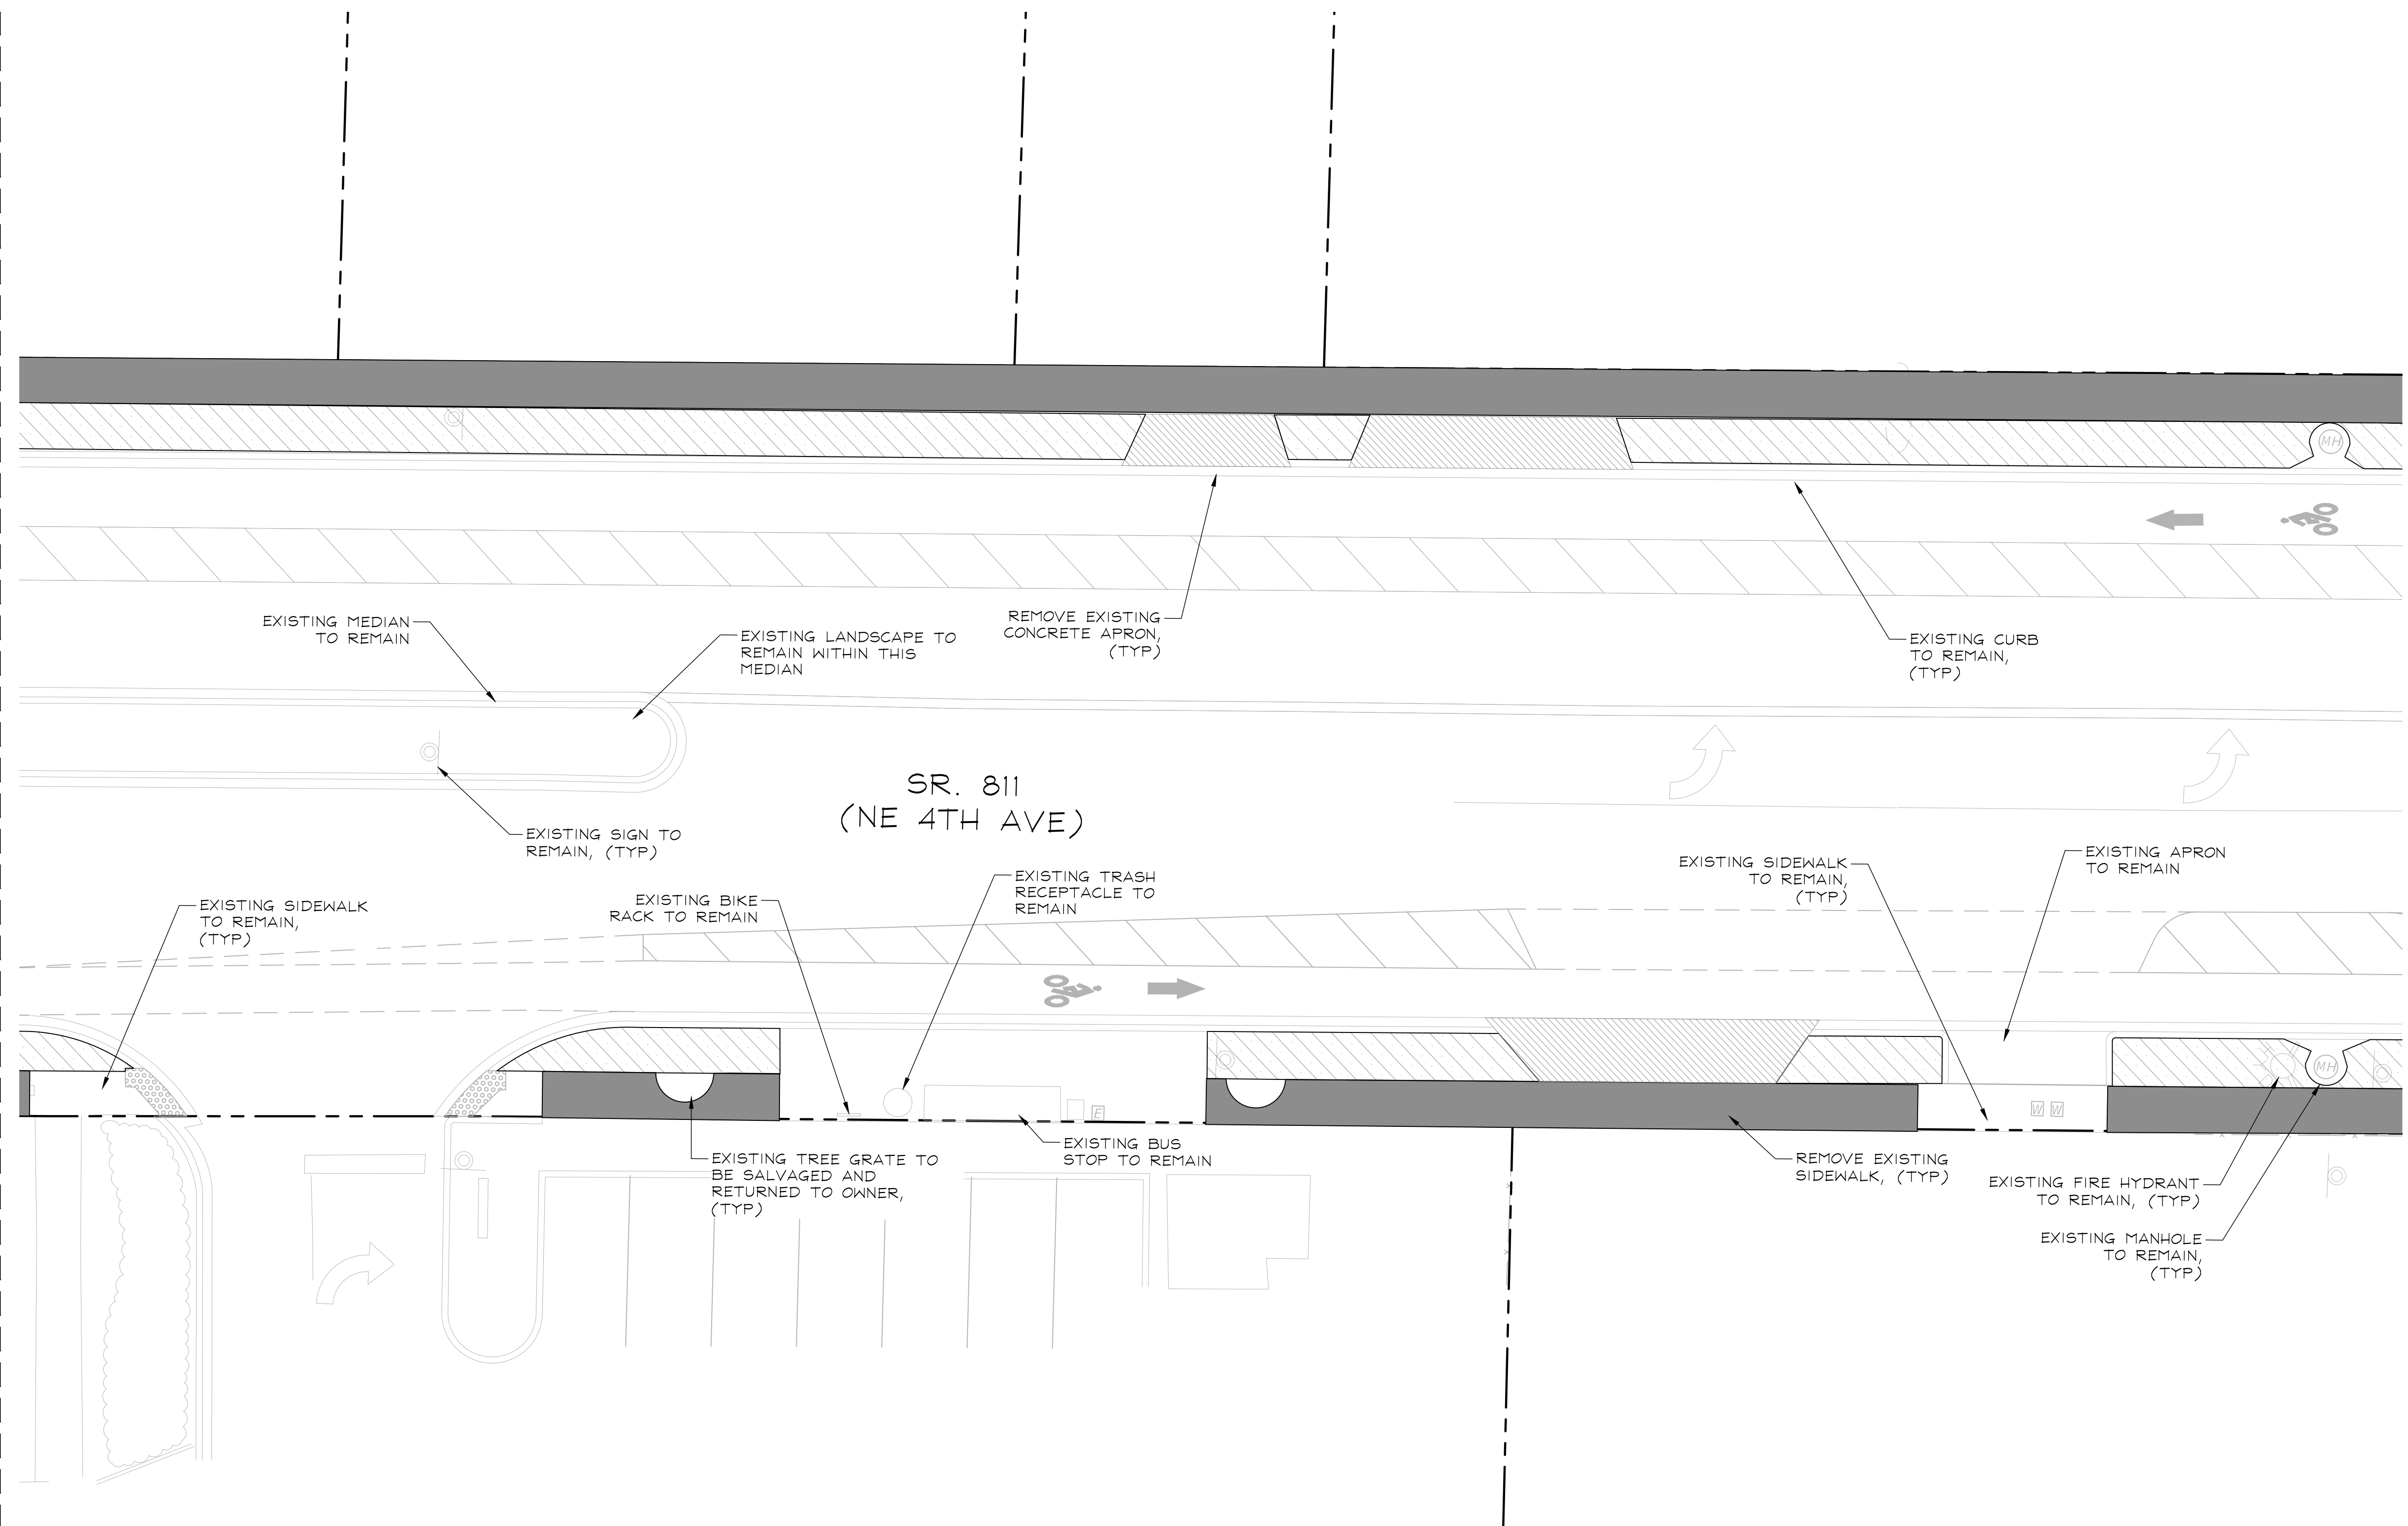 MH
EXISTING MEDIAN
TO REMAIN
EXISTING LANDSCAPE TO
REMAIN WITHIN THIS
MEDIAN
REMOVE EXISTING
CONCRETE APRON,
(TYP)
EXISTING CURB
TO REMAIN,
(TYP)
SR. 811
(NE 4TH AVE)
EXISTING SIGN TO
REMAIN, (TYP)
EXISTING SIDEWALK
TO REMAIN,
(TYP)
EXISTING BIKE
RACK TO REMAIN
EXISTING TRASH
RECEPTACLE TO
REMAIN
EXISTING SIDEWALK
TO REMAIN,
(TYP)
EXISTING APRON
TO REMAIN
MH
E
W W
EXISTING TREE GRATE TO
BE SALVAGED AND
RETURNED TO OWNER,
(TYP)
EXISTING BUS
STOP TO REMAIN
REMOVE EXISTING
SIDEWALK, (TYP)
EXISTING FIRE HYDRANT
TO REMAIN, (TYP)
EXISTING MANHOLE
TO REMAIN,
(TYP)